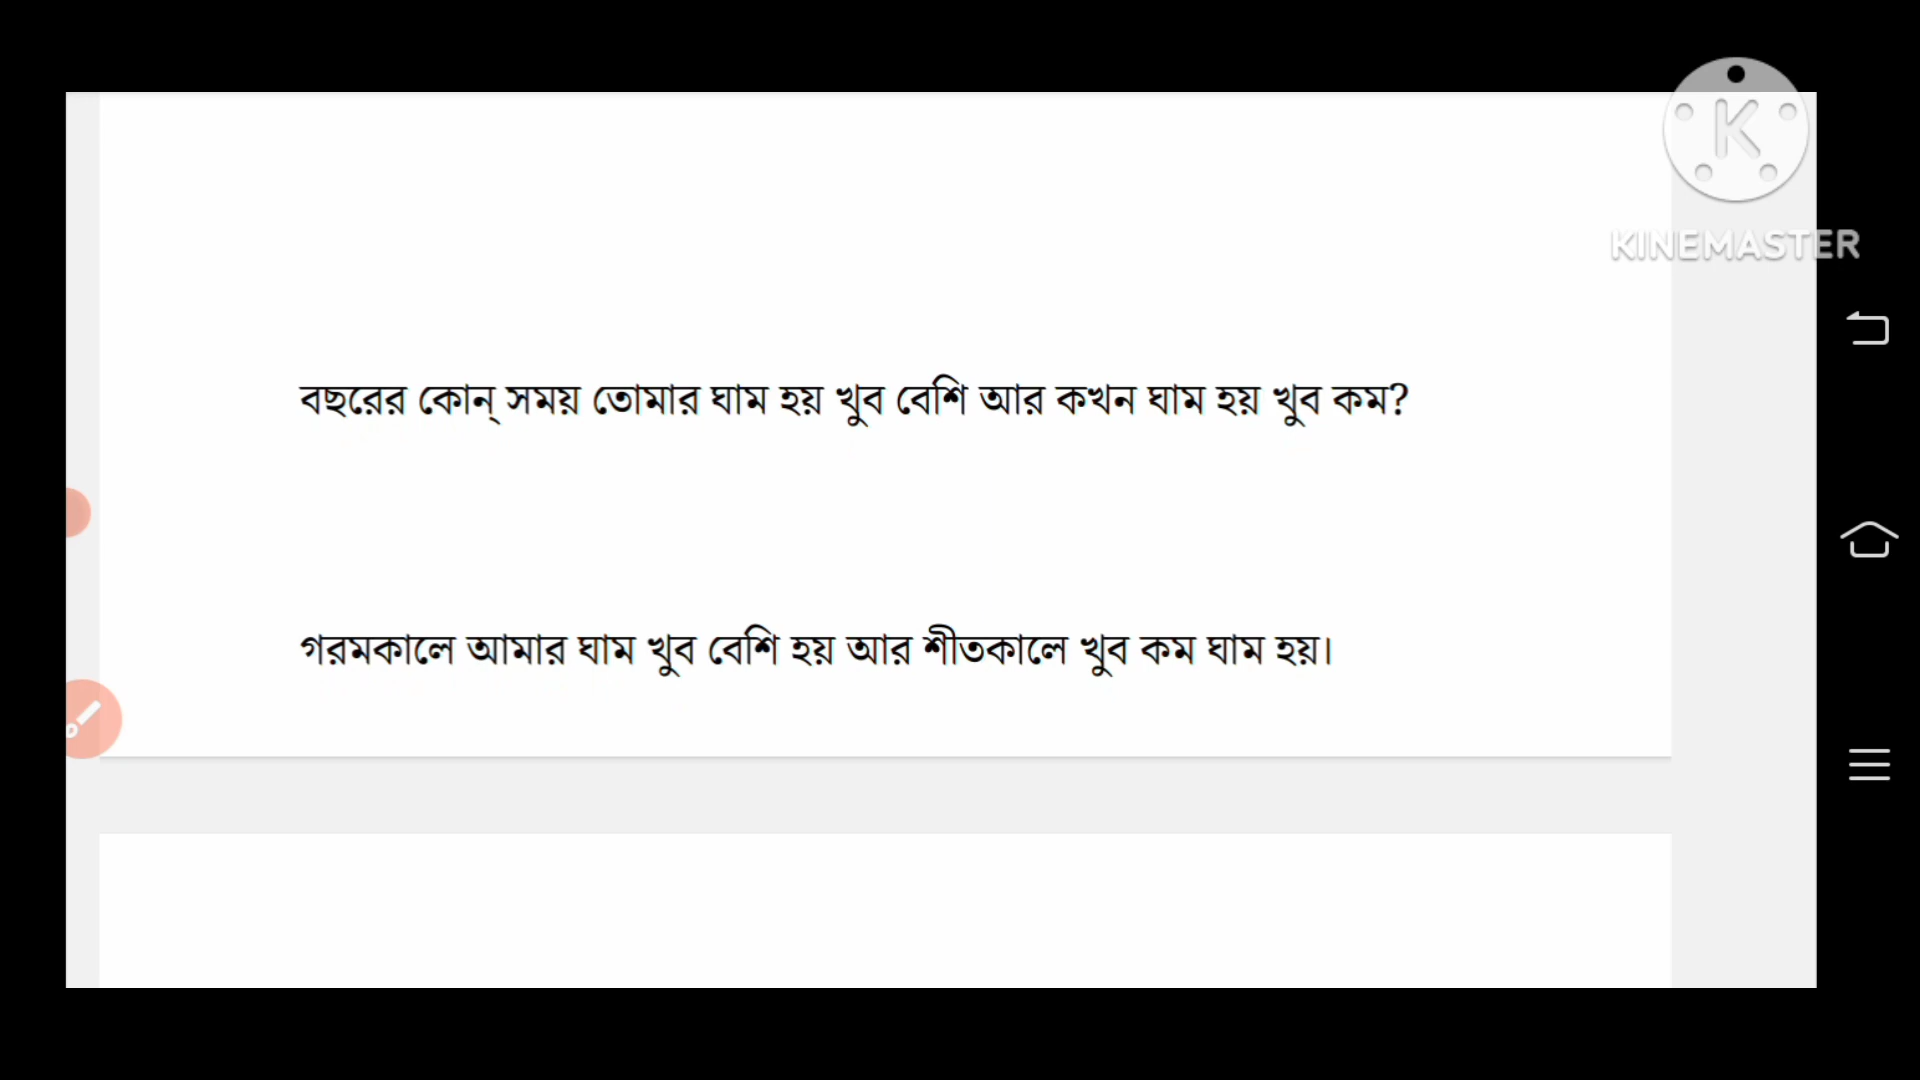 K
KINEMASTER
বছরের কোন্ সময় তোমার ঘাম হয় খুব বেশি আর কখন ঘাম হয় খুব কম?
গরমকালে আমার ঘাম খুব বেশি হয় আর শীতকালে খুব কম ঘাম হয়।